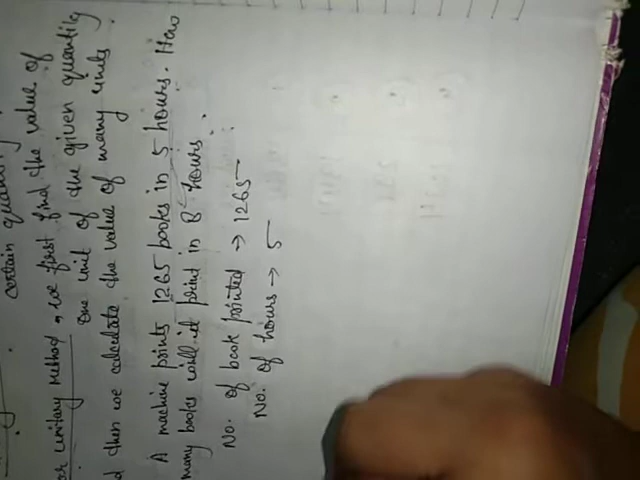 certain quantity.
or unitary method, we first find the value of
one unit of the given quantity
d then we calculate the value of many units.
A machine prints 1265 books in 5 hours. How
many books will it print in 8 hours.
No. of book printed → 1265
No. of hours → 5